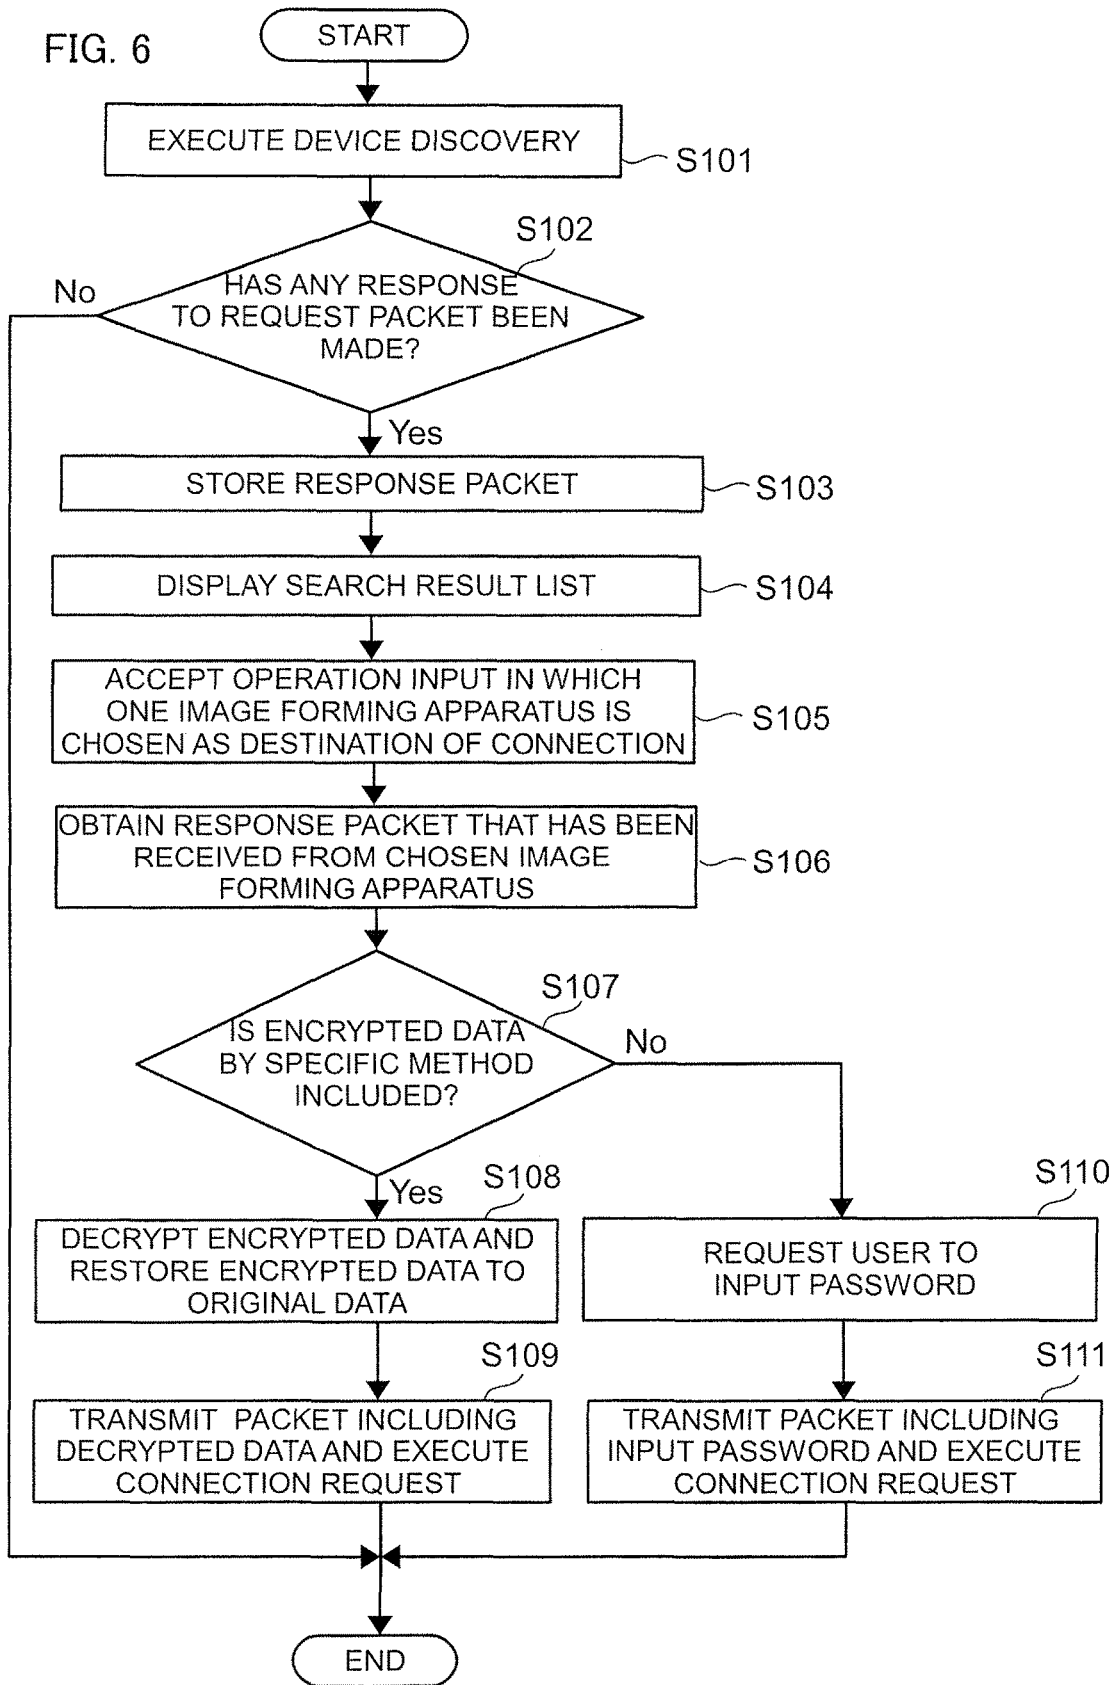 FIG. 6
START
EXECUTE DEVICE DISCOVERY
S101
S102
HAS ANY RESPONSE
TO REQUEST PACKET BEEN
MADE?
No
Yes
STORE RESPONSE PACKET
S103
DISPLAY SEARCH RESULT LIST
S104
ACCEPT OPERATION INPUT IN WHICH
ONE IMAGE FORMING APPARATUS IS
CHOSEN AS DESTINATION OF CONNECTION
S105
OBTAIN RESPONSE PACKET THAT HAS BEEN
RECEIVED FROM CHOSEN IMAGE
FORMING APPARATUS
S106
S107
IS ENCRYPTED DATA
BY SPECIFIC METHOD
INCLUDED?
No
Yes
S108
DECRYPT ENCRYPTED DATA AND
RESTORE ENCRYPTED DATA TO
ORIGINAL DATA
S110
REQUEST USER TO
INPUT PASSWORD
S109
TRANSMIT PACKET INCLUDING
DECRYPTED DATA AND EXECUTE
CONNECTION REQUEST
S111
TRANSMIT PACKET INCLUDING
INPUT PASSWORD AND EXECUTE
CONNECTION REQUEST
END